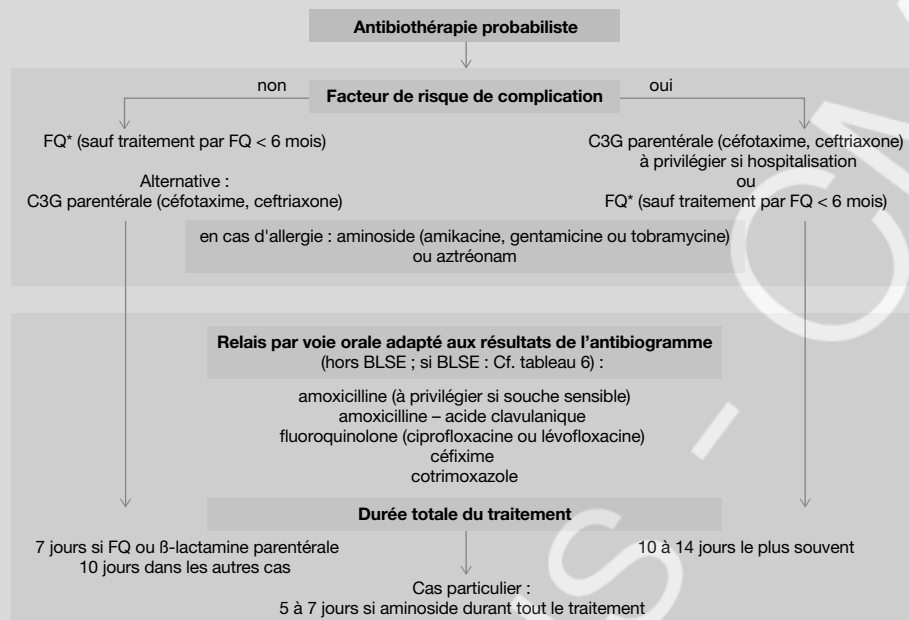 Antibiothérapie probabiliste
non
Facteur de risque de complication
oui
FQ* (sauf traitement par FQ < 6 mois)
Alternative :
C3G parentérale (céfotaxime, ceftriaxone)
C3G parentérale (céfotaxime, ceftriaxone)
à privilégier si hospitalisation
ou
FQ* (sauf traitement par FQ < 6 mois)
en cas d'allergie : aminoside (amikacine, gentamicine ou tobramycine)
ou aztréonam
Relais par voie orale adapté aux résultats de l’antibiogramme
(hors BLSE ; si BLSE : Cf. tableau 6) :
amoxicilline (à privilégier si souche sensible)
amoxicilline – acide clavulanique
fluoroquinolone (ciprofloxacine ou lévofloxacine)
céfixime
cotrimoxazole
Durée totale du traitement
7 jours si FQ ou ß-lactamine parentérale
10 jours dans les autres cas
10 à 14 jours le plus souvent
Cas particulier :
5 à 7 jours si aminoside durant tout le traitement